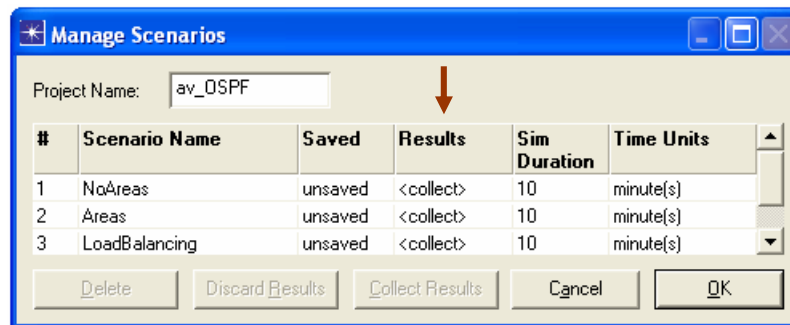 Manage Scenarios
Project Name: av_OSPF
# Scenario Name Saved Results Sim Duration Time Units
1 NoAreas unsaved <collect> 10 minute(s)
2 Areas unsaved <collect> 10 minute(s)
3 LoadBalancing unsaved <collect> 10 minute(s)
Delete Discard Results Collect Results Cancel OK